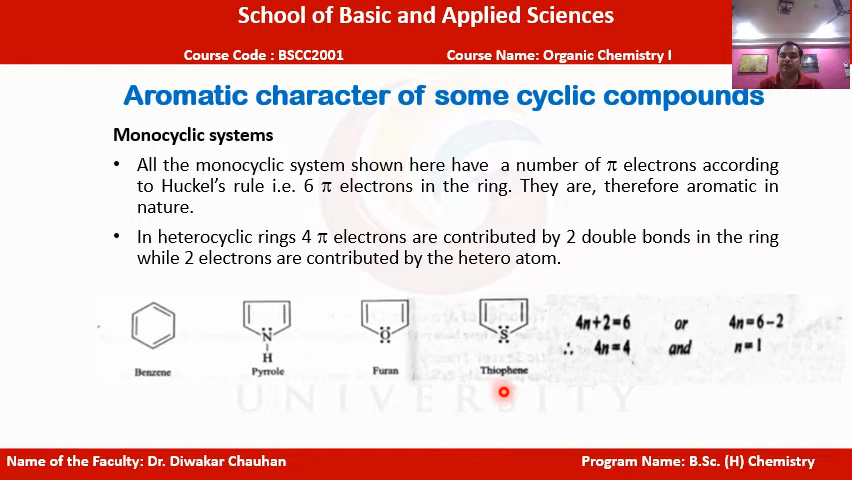 School of Basic and Applied Sciences
Course Code : BSCC2001 Course Name: Organic Chemistry I
Aromatic character of some cyclic compounds
Monocyclic systems
• All the monocyclic system shown here have a number of π electrons according
to Huckel's rule i.e. 6 π electrons in the ring. They are, therefore aromatic in
nature.
• In heterocyclic rings 4 π electrons are contributed by 2 double bonds in the ring
while 2 electrons are contributed by the hetero atom.
N O S
H
4n+2=6 or 4n=6-2
∴ 4n=4 and n=1
Benzene Pyrrole Furan Thiophene
UNIVERSITY
Name of the Faculty: Dr. Diwakar Chauhan Program Name: B.Sc. (H) Chemistry